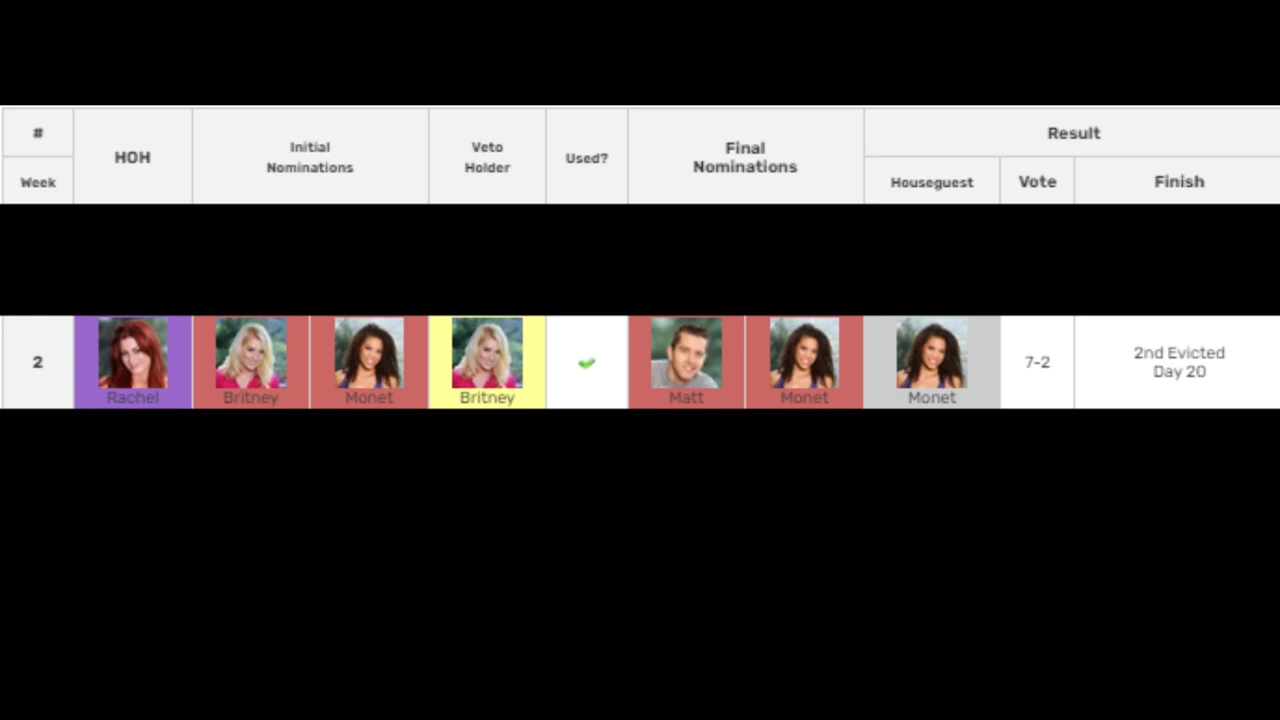 #
Week
HOH
Initial
Nominations
Veto
Holder
Used?
Final
Nominations
Result
Houseguest
Vote
Finish
2
Rachel
Britney
Monet
Britney
Matt
Monet
Monet
7-2
2nd Evicted
Day 20